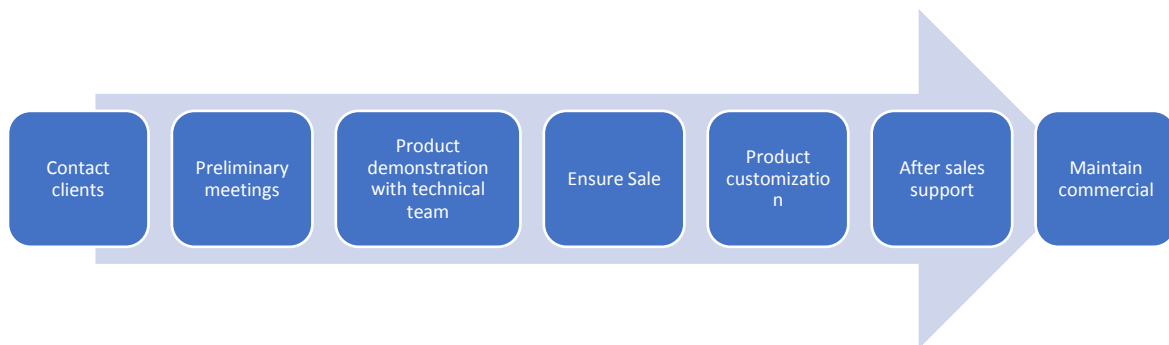 Contact
clients
Preliminary
meetings
Product
demonstration
with technical
team
Ensure Sale
Product
customizatio
n
After sales
support
Maintain
commercial